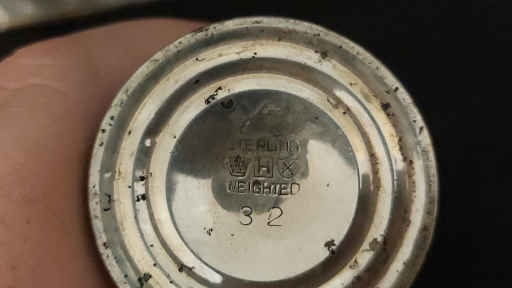 STERLING
W H X
WEIGHTED
32